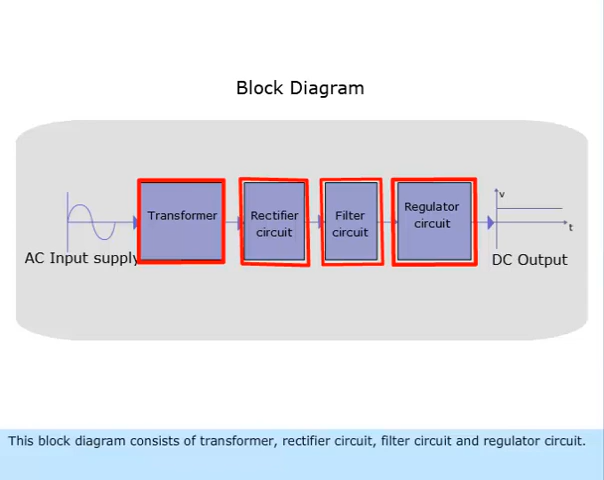 Block Diagram
Transformer
Rectifier
circuit
Filter
circuit
Regulator
circuit
v
t
AC Input supply
DC Output
This block diagram consists of transformer, rectifier circuit, filter circuit and regulator circuit.